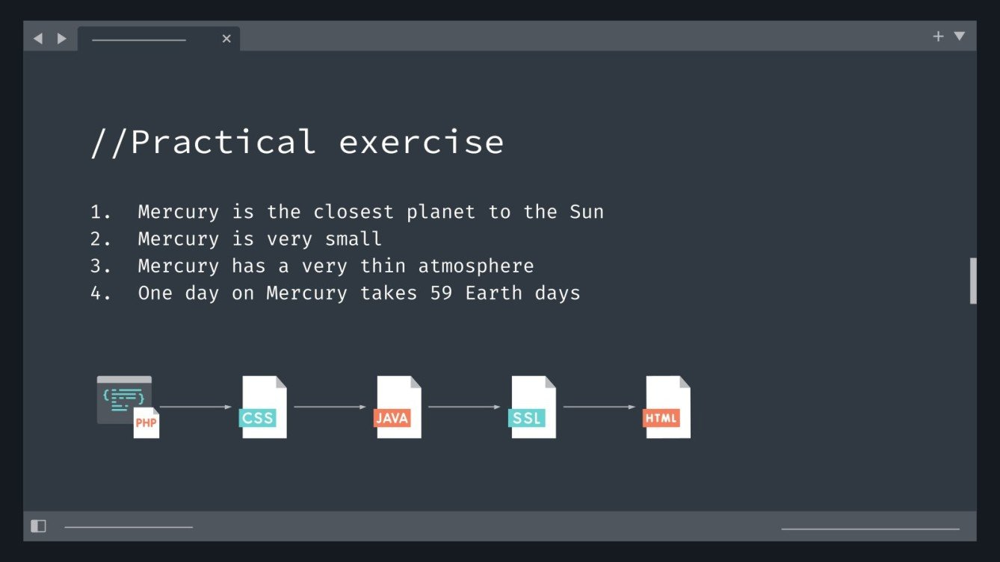 //Practical exercise
1. Mercury is the closest planet to the Sun
2. Mercury is very small
3. Mercury has a very thin atmosphere
4. One day on Mercury takes 59 Earth days
PHP
CSS
JAVA
SSL
HTML